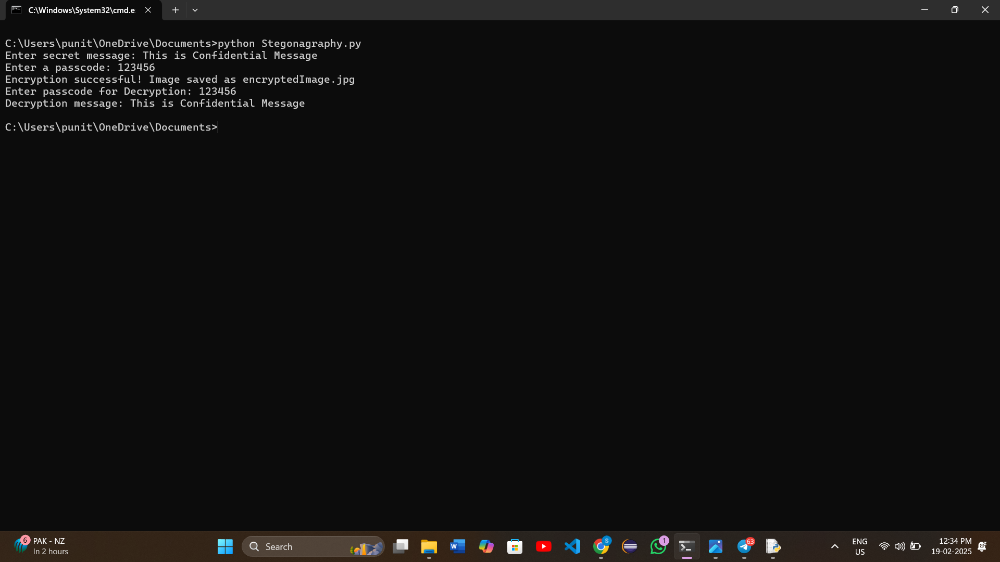 C:\Windows\System32\cmd.e
C:\Users\punit\OneDrive\Documents>python Stegonagraphy.py
Enter secret message: This is Confidential Message
Enter a passcode: 123456
Encryption successful! Image saved as encryptedImage.jpg
Enter passcode for Decryption: 123456
Decryption message: This is Confidential Message
C:\Users\punit\OneDrive\Documents>
6
PAK - NZ
In 2 hours
Search
W
S
1
63
ENG
US
12:34 PM
19-02-2025